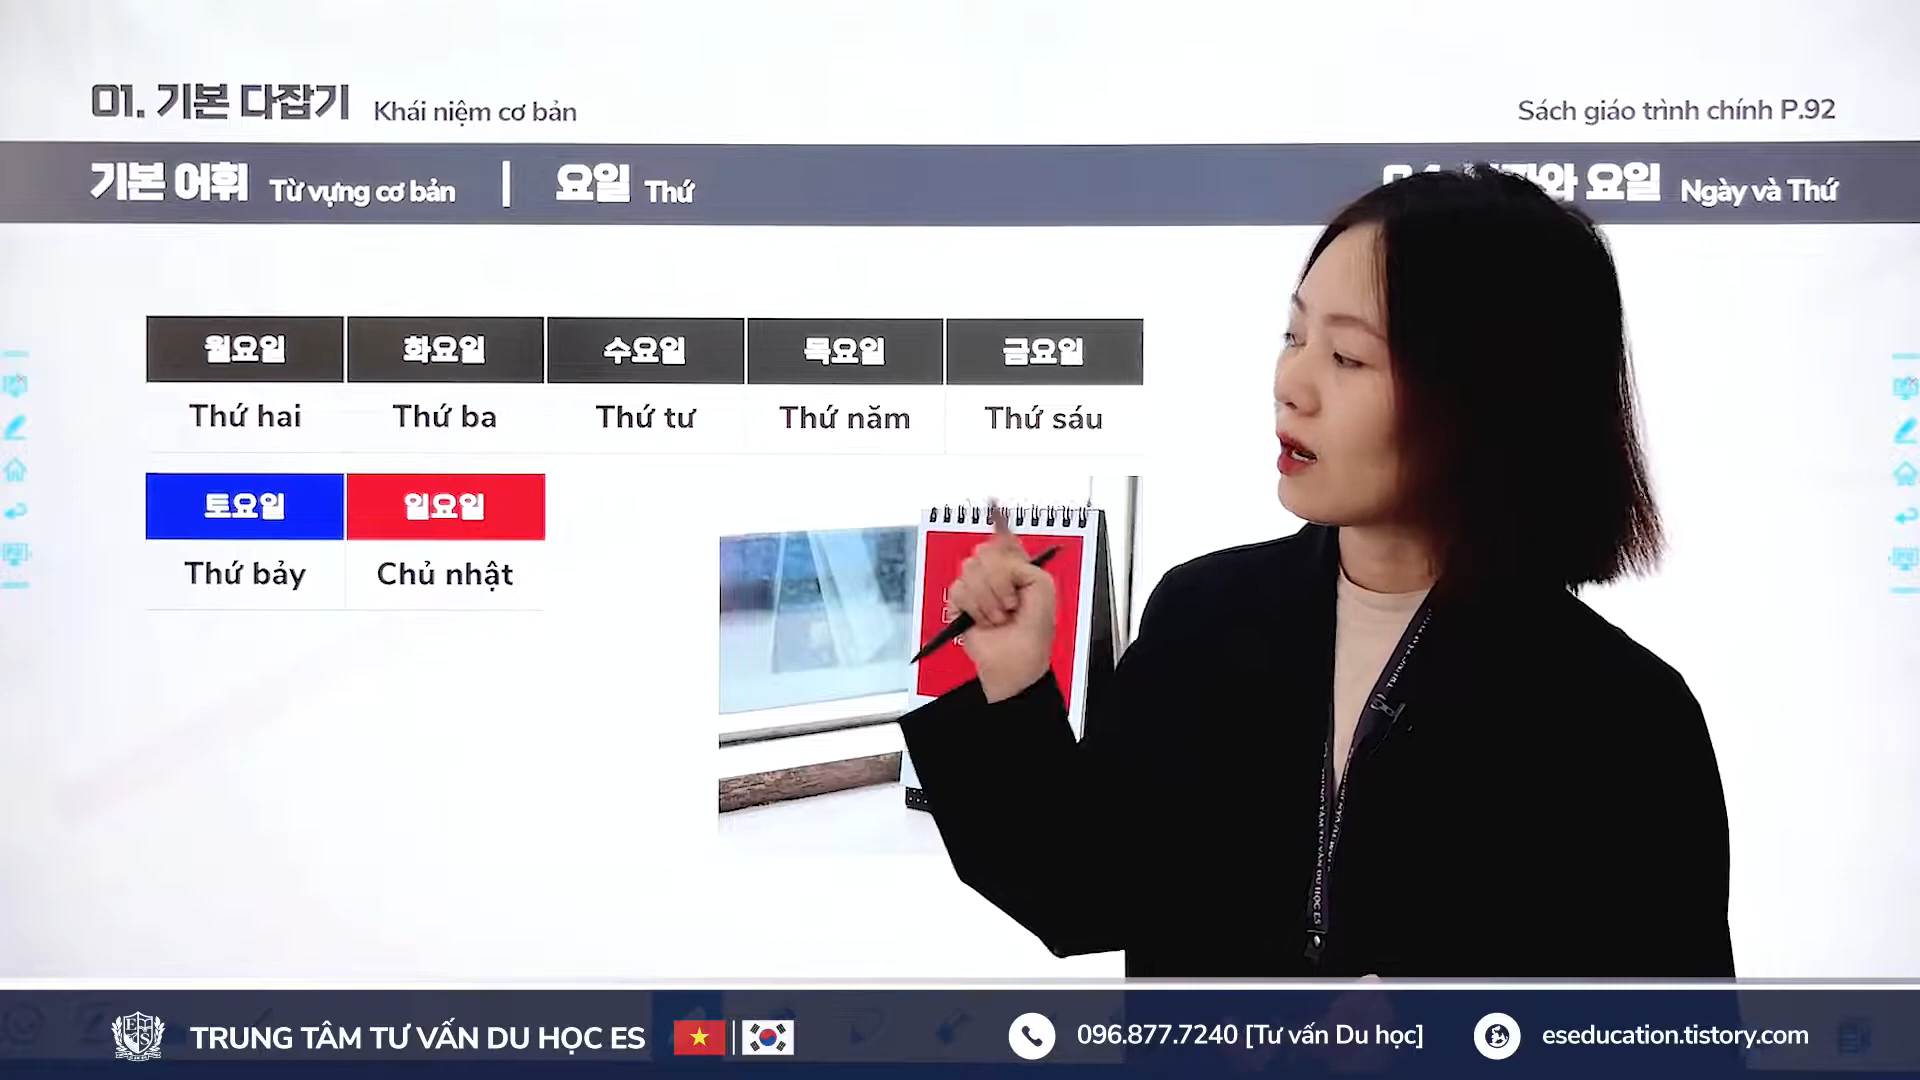 01. 기본 다잡기 Khái niệm cơ bản
Sách giáo trình chính P.92
기본 어휘 Từ vựng cơ bản | 요일 Thứ
요일 Ngày và Thứ
월요일 화요일 수요일 목요일 금요일
Thứ hai Thứ ba Thứ tư Thứ năm Thứ sáu
토요일 일요일
Thứ bảy Chủ nhật
TRUNG TÂM TƯ VẤN DU HỌC ES
096.877.7240 [Tư vấn Du học]
eseducation.tistory.com